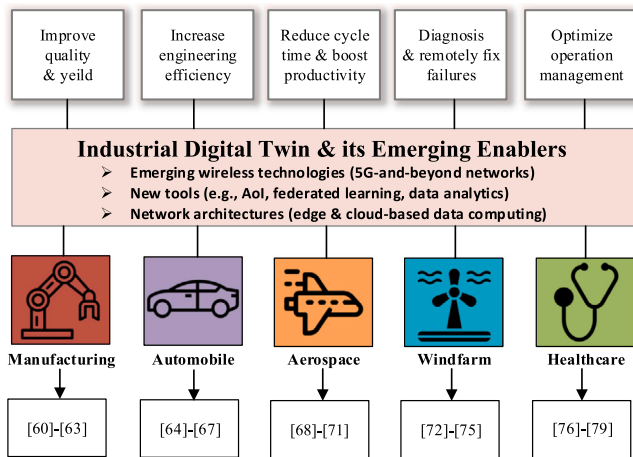 Improve
quality
& yeild
Increase
engineering
efficiency
Reduce cycle
time & boost
productivity
Diagnosis
& remotely fix
failures
Optimize
operation
management
Industrial Digital Twin & its Emerging Enablers
➤ Emerging wireless technologies (5G-and-beyond networks)
➤ New tools (e.g., AoI, federated learning, data analytics)
➤ Network architectures (edge & cloud-based data computing)
Manufacturing
Automobile
Aerospace
Windfarm
Healthcare
[60]-[63]
[64]-[67]
[68]-[71]
[72]-[75]
[76]-[79]